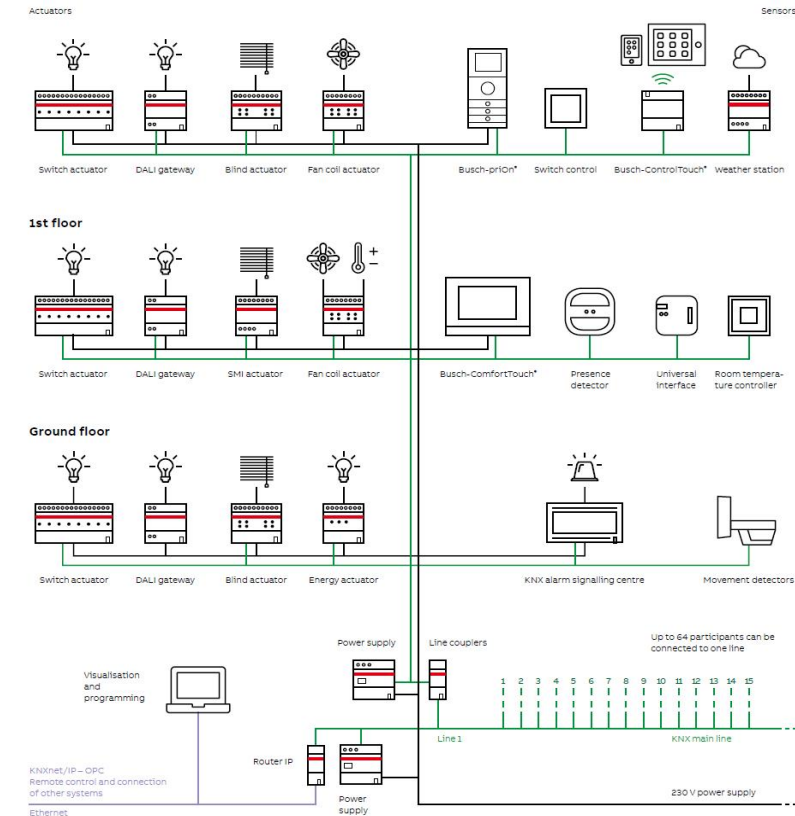 Actuators
Sensors
Switch actuator
DALI gateway
Blind actuator
Fan coil actuator
Busch-priOn®
Switch control
Busch-ControlTouch®
Weather station
1st floor
+
−
Switch actuator
DALI gateway
SMI actuator
Fan coil actuator
Busch-ComfortTouch®
Presence
detector
Universal
interface
Room tempera-
ture controller
Ground floor
Switch actuator
DALI gateway
Blind actuator
Energy actuator
KNX alarm signalling centre
Movement detectors
Power supply
Line couplers
Up to 64 participants can be
connected to one line
Visualisation
and
programming
1 2 3 4 5 6 7 8 9 10 11 12 13 14 15
Line 1
KNX main line
Router IP
KNXnet/IP – OPC
Remote control and connection
of other systems
Power
supply
230 V power supply
Ethernet